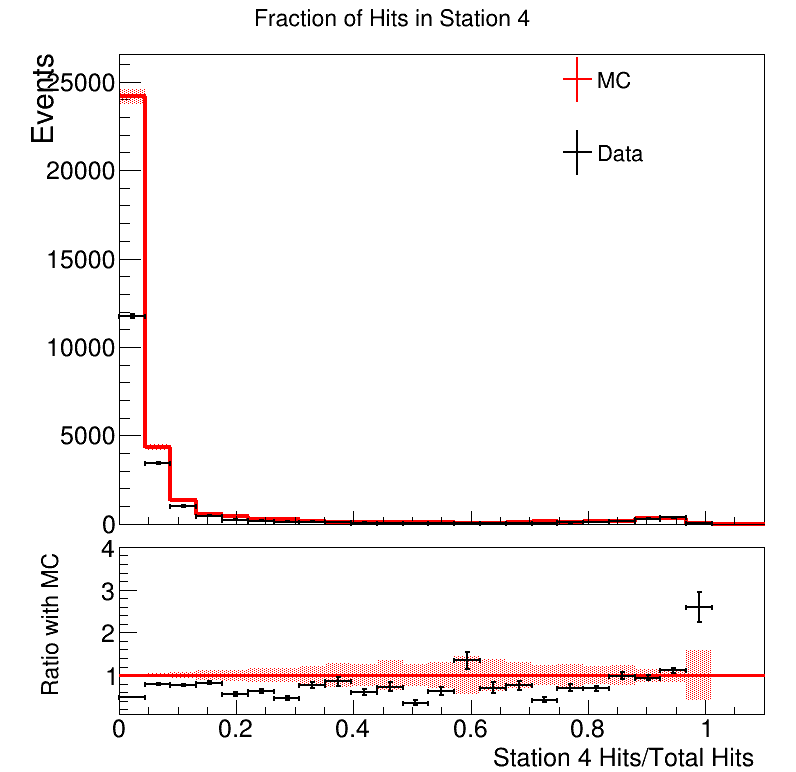 Fraction of Hits in Station 4
Events
25000
20000
15000
10000
5000
0
MC
Data
Ratio with MC
4
3
2
1
0 0.2 0.4 0.6 0.8 1
Station 4 Hits/Total Hits